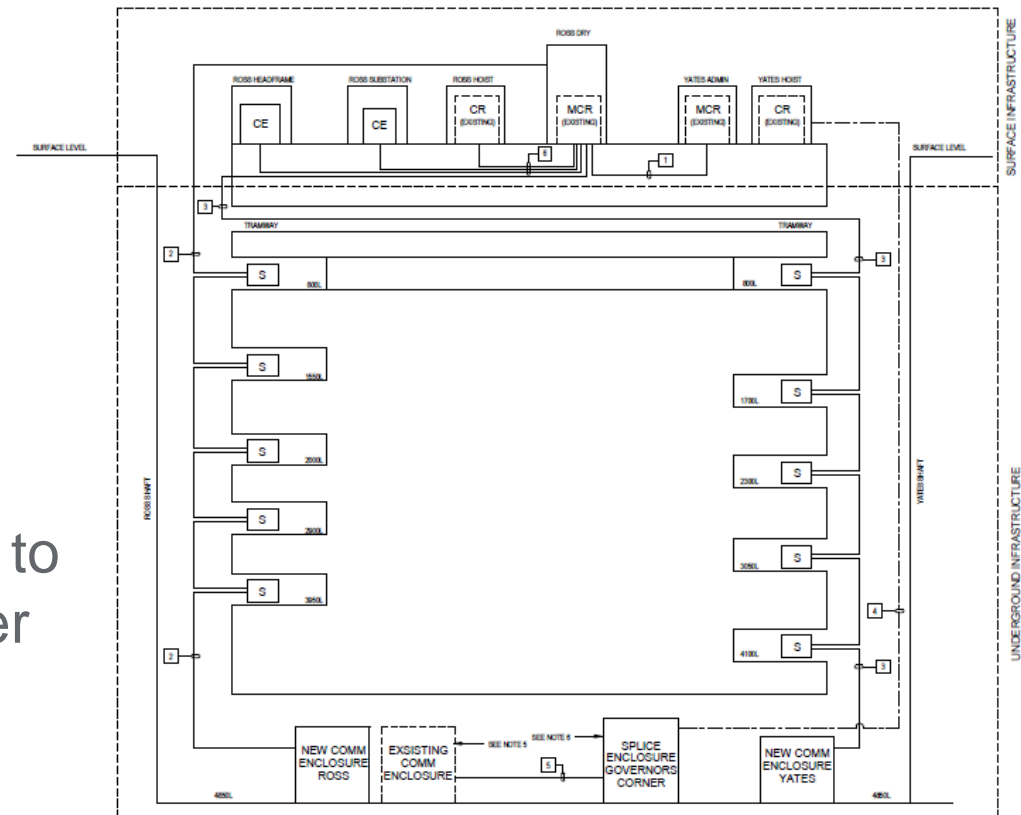 ROSS DRY
ROSS HEADFRAME
ROSS SUBSTATION
ROSS HOIST
YATES ADMIN
YATES HOIST
CE
CE
CR
(EXISTING)
MCR
(EXISTING)
MCR
(EXISTING)
CR
(EXISTING)
SURFACE INFRASTRUCTURE
SURFACE LEVEL
SURFACE LEVEL
6
1
3
TRAMWAY
TRAMWAY
2
3
S
800L
800L
S
S
1550L
1700L
S
S
2000L
2300L
S
ROSS SHAFT
YATES SHAFT
UNDERGROUND INFRASTRUCTURE
S
2900L
3050L
S
to
er
S
3950L
4
4100L
S
2
3
NEW COMM
ENCLOSURE
ROSS
EXSISTING
COMM
ENCLOSURE
SEE NOTE 5
SEE NOTE 6
5
SPLICE
ENCLOSURE
GOVERNORS
CORNER
NEW COMM
ENCLOSURE
YATES
4850L
4850L